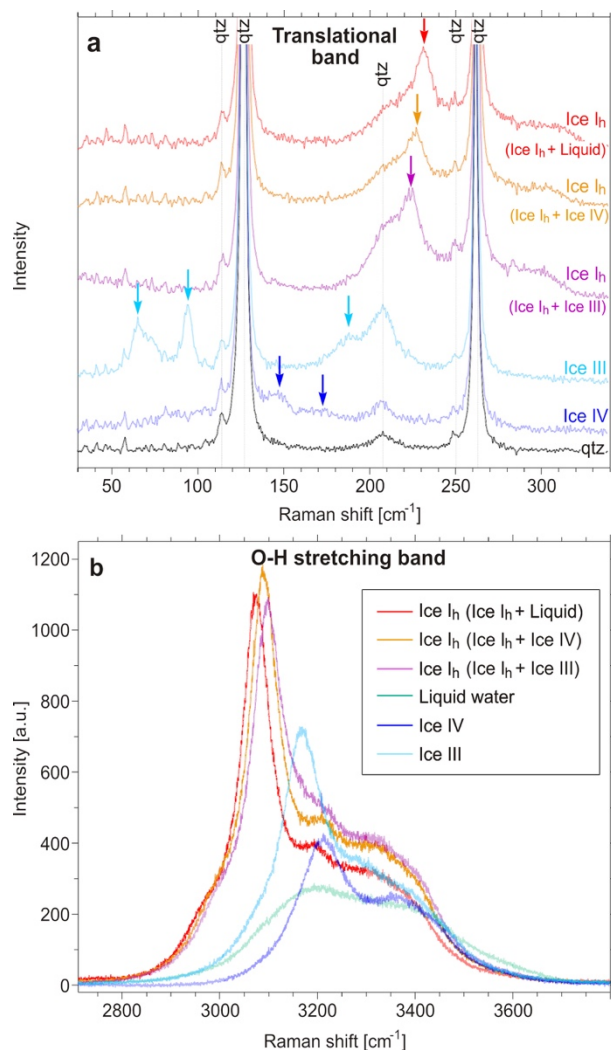 a
qtz
qtz
Translational
band
qtz
qtz
qtz
Ice Iₕ
(Ice Iₕ + Liquid)
Ice Iₕ
(Ice Iₕ + Ice IV)
Ice Iₕ
(Ice Iₕ + Ice III)
Ice III
Ice IV
qtz
Intensity
50 100 150 200 250 300
Raman shift [cm⁻¹]
b
O-H stretching band
1200
1000
800
600
400
200
0
Intensity [a.u.]
Ice Iₕ (Ice Iₕ + Liquid)
Ice Iₕ (Ice Iₕ + Ice IV)
Ice Iₕ (Ice Iₕ + Ice III)
Liquid water
Ice IV
Ice III
2800 3000 3200 3400 3600
Raman shift [cm⁻¹]